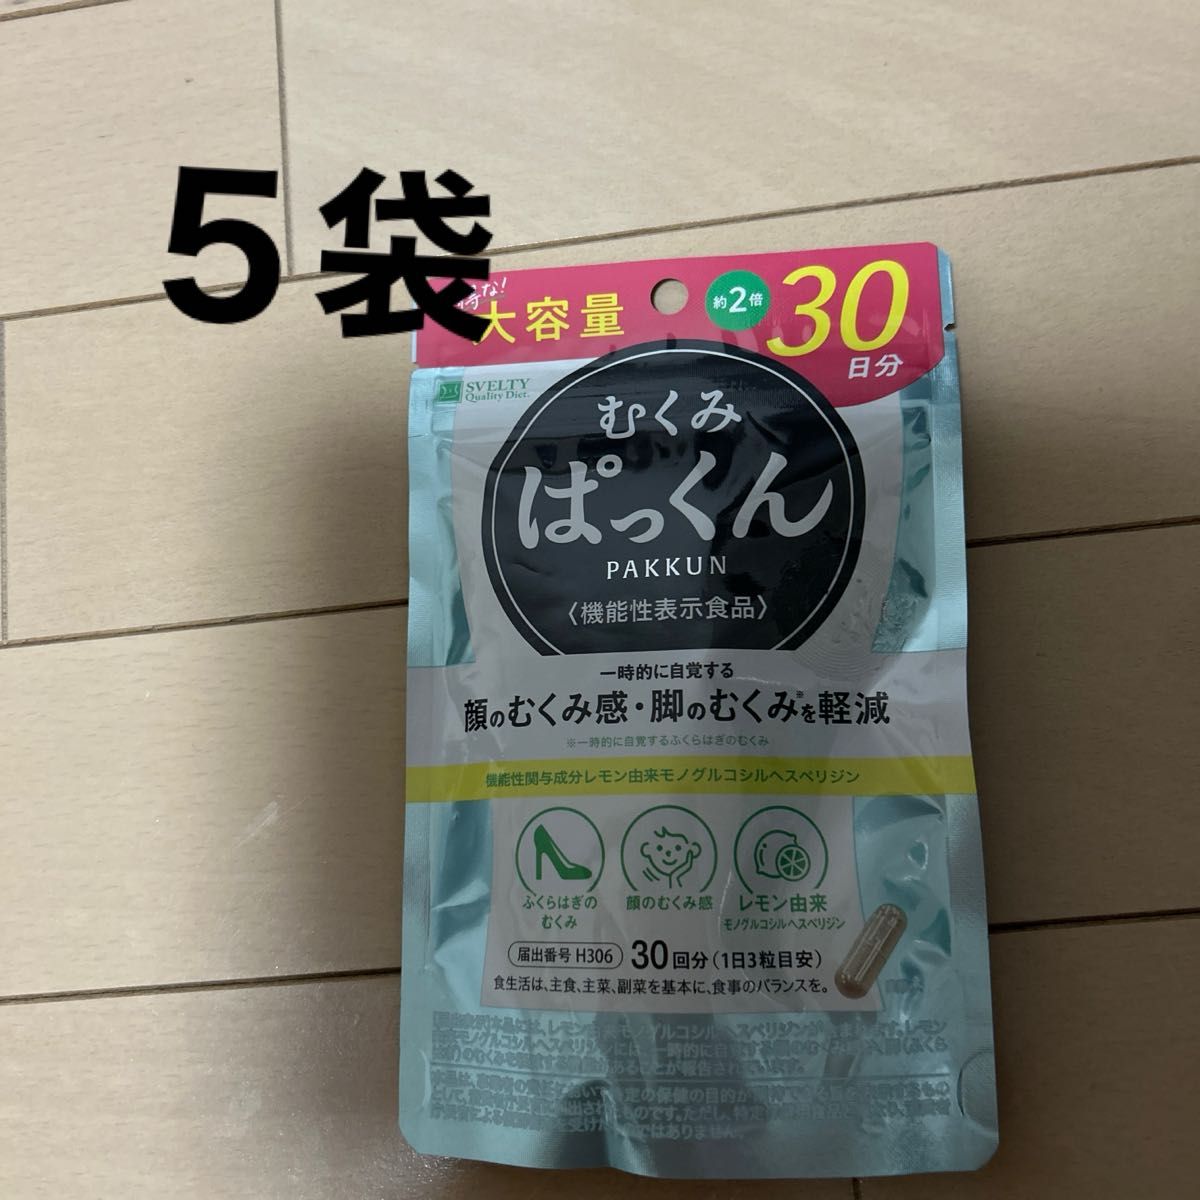 5袋
な!
大容量
約2倍
30
日分
SVELTY
Quality Diet.
むくみ
ぱっくん
PAKKUN
〈機能性表示食品〉
一時的に自覚する
顔のむくみ感・脚のむくみ※を軽減
※一時的に自覚するふくらはぎのむくみ
機能性関与成分レモン由来モノグルコシルヘスペリジン
ふくらはぎの
むくみ
顔のむくみ感
レモン由来
モノグルコシルヘスペリジン
届出番号 H306
30回分(1日3粒目安)
食生活は、主食、主菜、副菜を基本に、食事のバランスを。